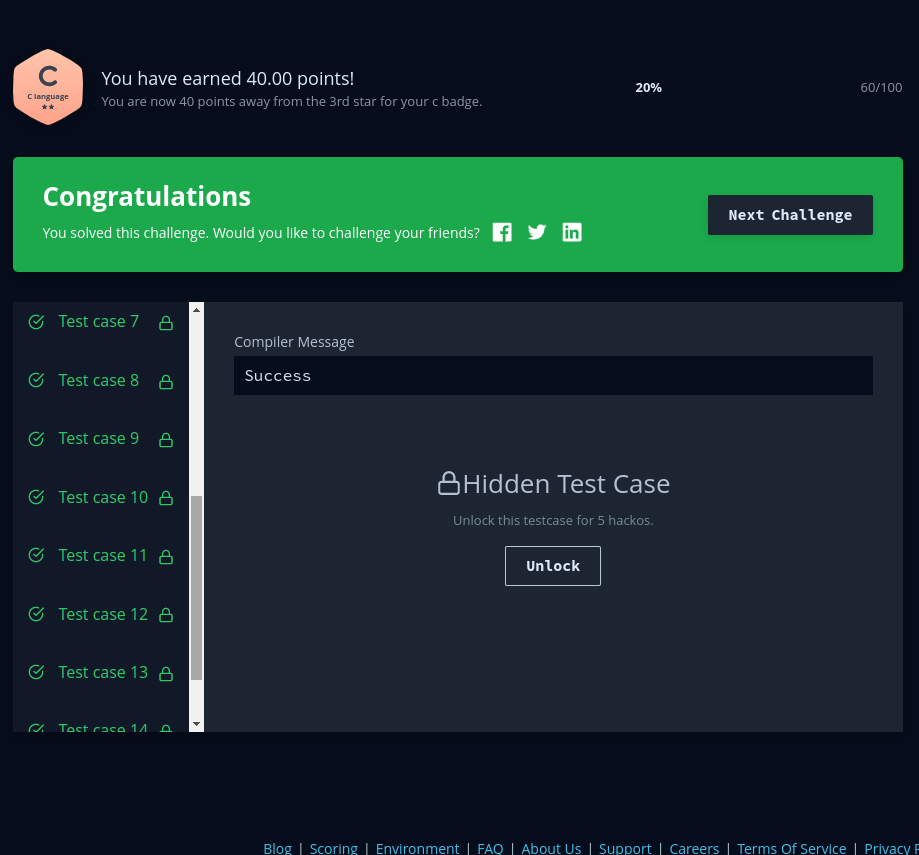 C
C language
You have earned 40.00 points!
You are now 40 points away from the 3rd star for your c badge.
20%
60/100
Congratulations
You solved this challenge. Would you like to challenge your friends?
Next Challenge
Test case 7
Test case 8
Test case 9
Test case 10
Test case 11
Test case 12
Test case 13
Test case 14
Compiler Message
Success
Hidden Test Case
Unlock this testcase for 5 hackos.
Unlock
Blog | Scoring | Environment | FAQ | About Us | Support | Careers | Terms Of Service | Privacy P